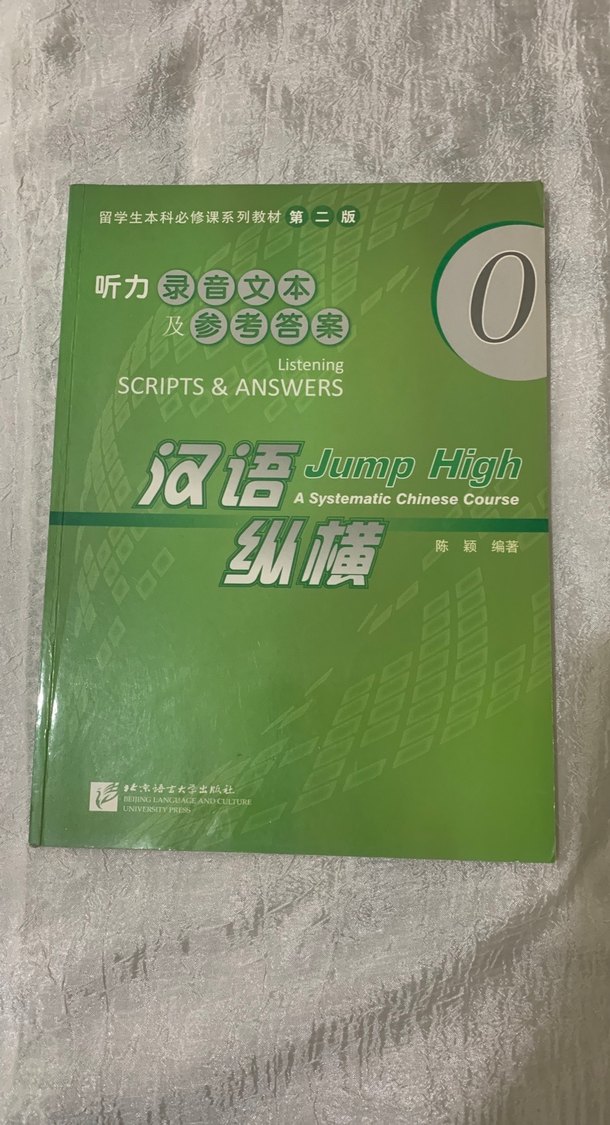 留学生本科必修课系列教材 第二版
0
听力 录音文本
及 参考答案
Listening
SCRIPTS & ANSWERS
汉语 Jump High
A Systematic Chinese Course
纵横
陈 颖 编著
北京语言大学出版社
BEIJING LANGUAGE AND CULTURE
UNIVERSITY PRESS